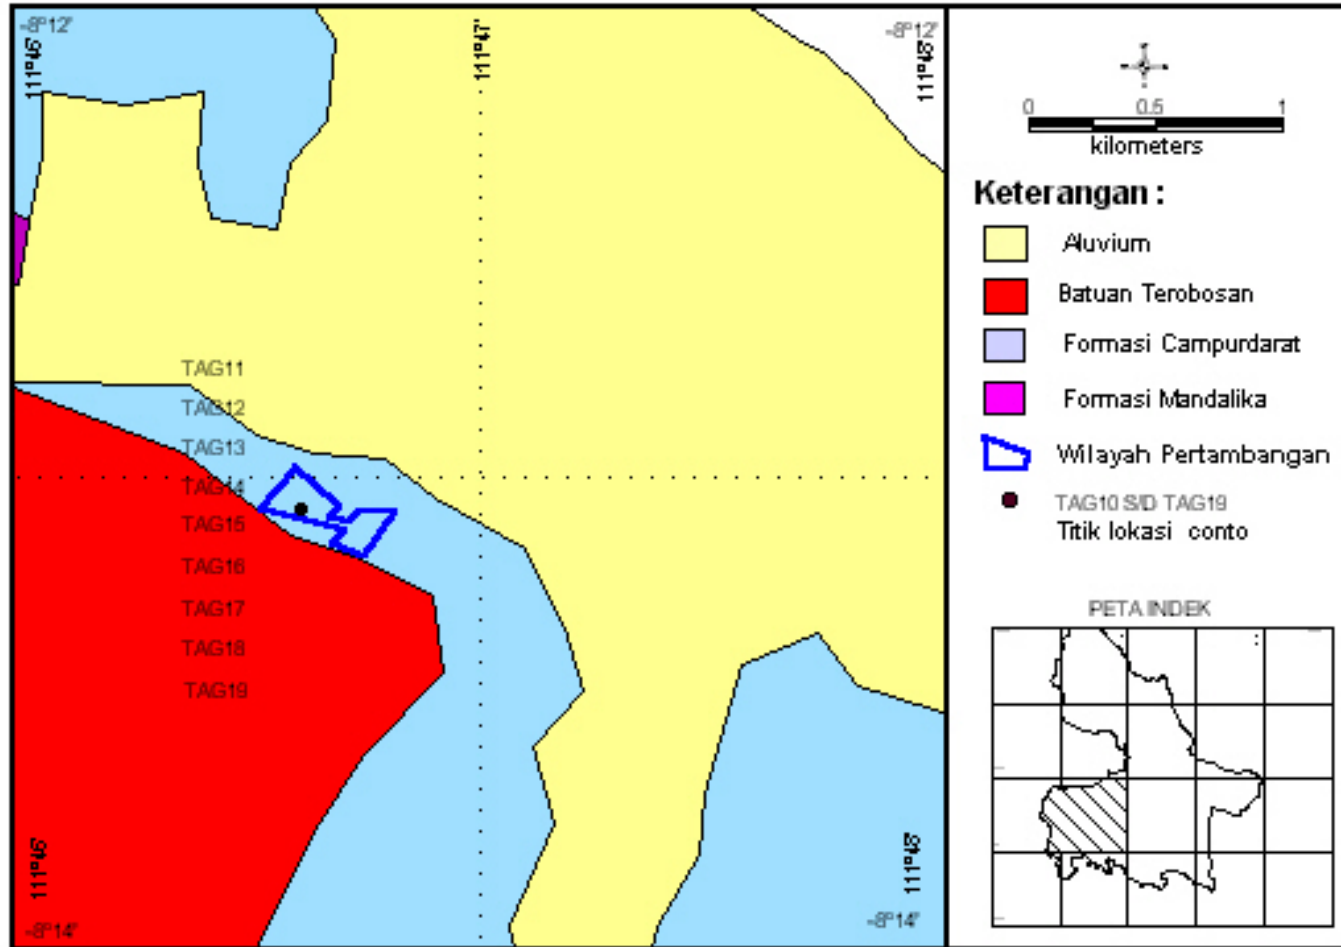 -8°12'
111°46'
111°47'
-8°12'
111°48'
TAG11
TAG12
TAG13
TAG14
TAG15
TAG16
TAG17
TAG18
TAG19
111°46'
-8°14'
111°48'
-8°14'
0 0.5 1
kilometers
Keterangan :
Aluvium
Batuan Terobosan
Formasi Campurdarat
Formasi Mandalika
Wilayah Pertambangan
TAG10 S/D TAG19
Titik lokasi conto
PETA INDEK